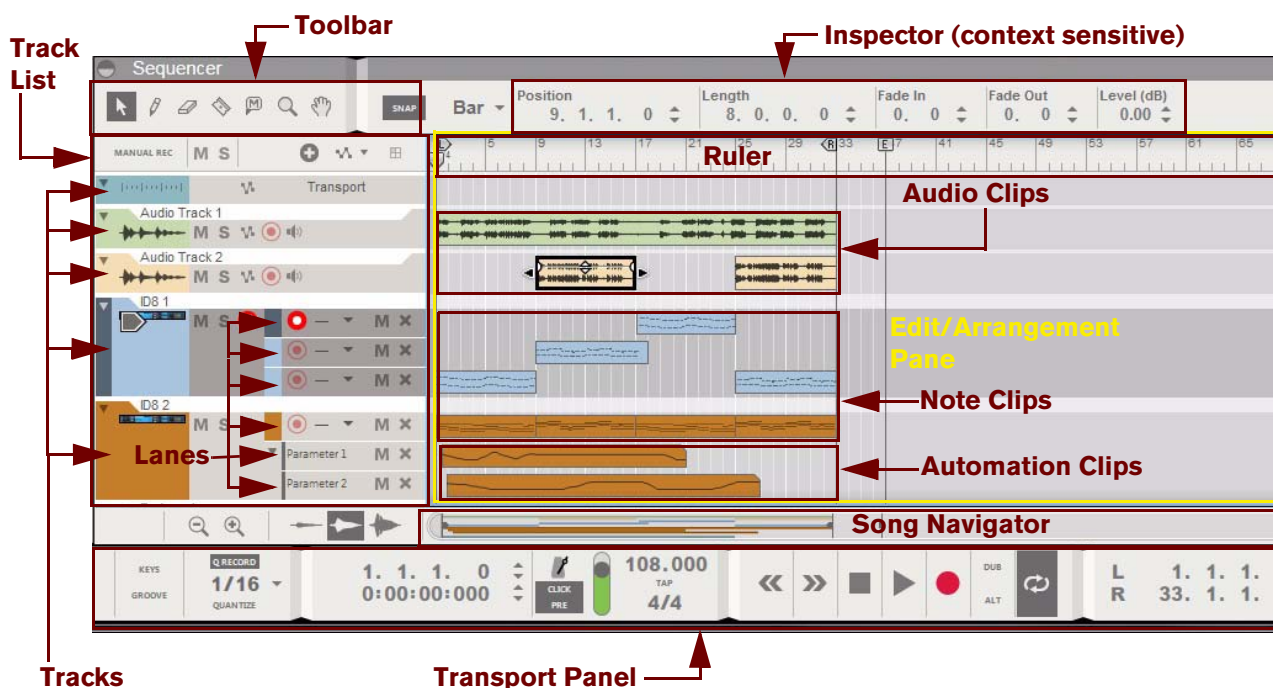 Toolbar
Inspector (context sensitive)
Track
List
Sequencer
SNAP
Bar
Position
9. 1. 1. 0
Length
8. 0. 0. 0
Fade In
0. 0
Fade Out
0. 0
Level (dB)
0.00
MANUAL REC M S
L 5 9 13 17 21 25 29 R 33 E 7 41 45 49 53 57 61 65
Ruler
Transport
Audio Clips
Audio Track 1
M S
Audio Track 2
M S
ID8 1
M S M
M
M
Edit/Arrangement
Pane
ID8 2
M S M
Note Clips
Lanes
Parameter 1 M
Parameter 2 M
Automation Clips
Song Navigator
KEYS
GROOVE
Q RECORD
1/16
QUANTIZE
1. 1. 1. 0
0:00:00:000
CLICK
PRE
108.000
TAP
4/4
DUB
ALT
L 1. 1. 1.
R 33. 1. 1.
Tracks
Transport Panel